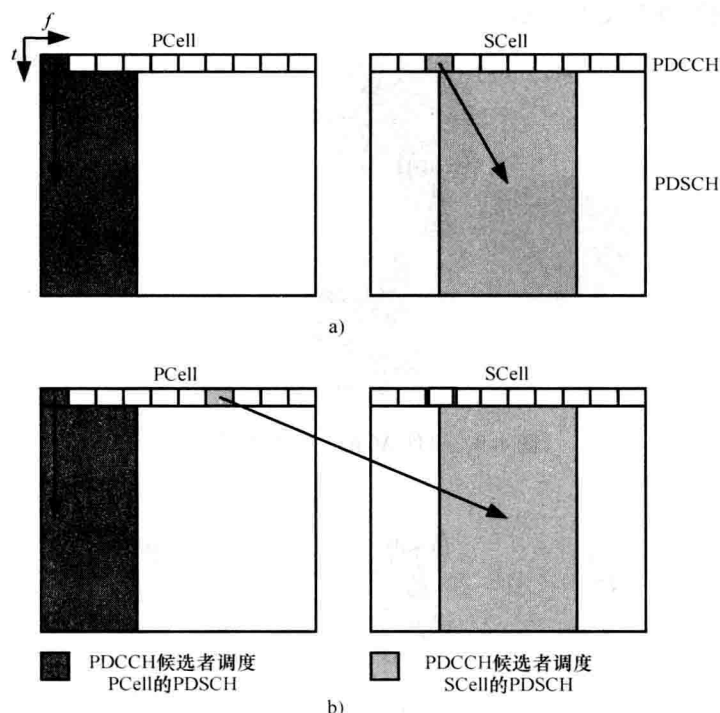 f
t
PCell
SCell
PDCCH
PDSCH
a)
PCell
SCell
PDCCH候选者调度
PCell的PDSCH
PDCCH候选者调度
SCell的PDSCH
b)